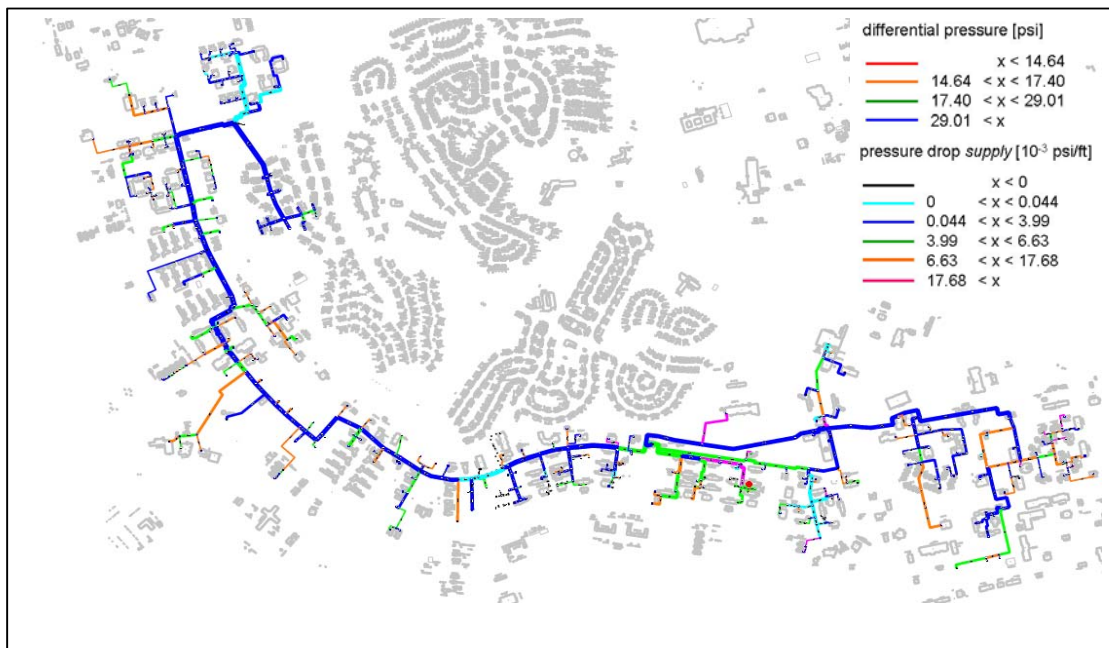 differential pressure [psi]
x < 14.64
14.64 < x < 17.40
17.40 < x < 29.01
29.01 < x
pressure drop supply [10⁻³ psi/ft]
x < 0
0 < x < 0.044
0.044 < x < 3.99
3.99 < x < 6.63
6.63 < x < 17.68
17.68 < x